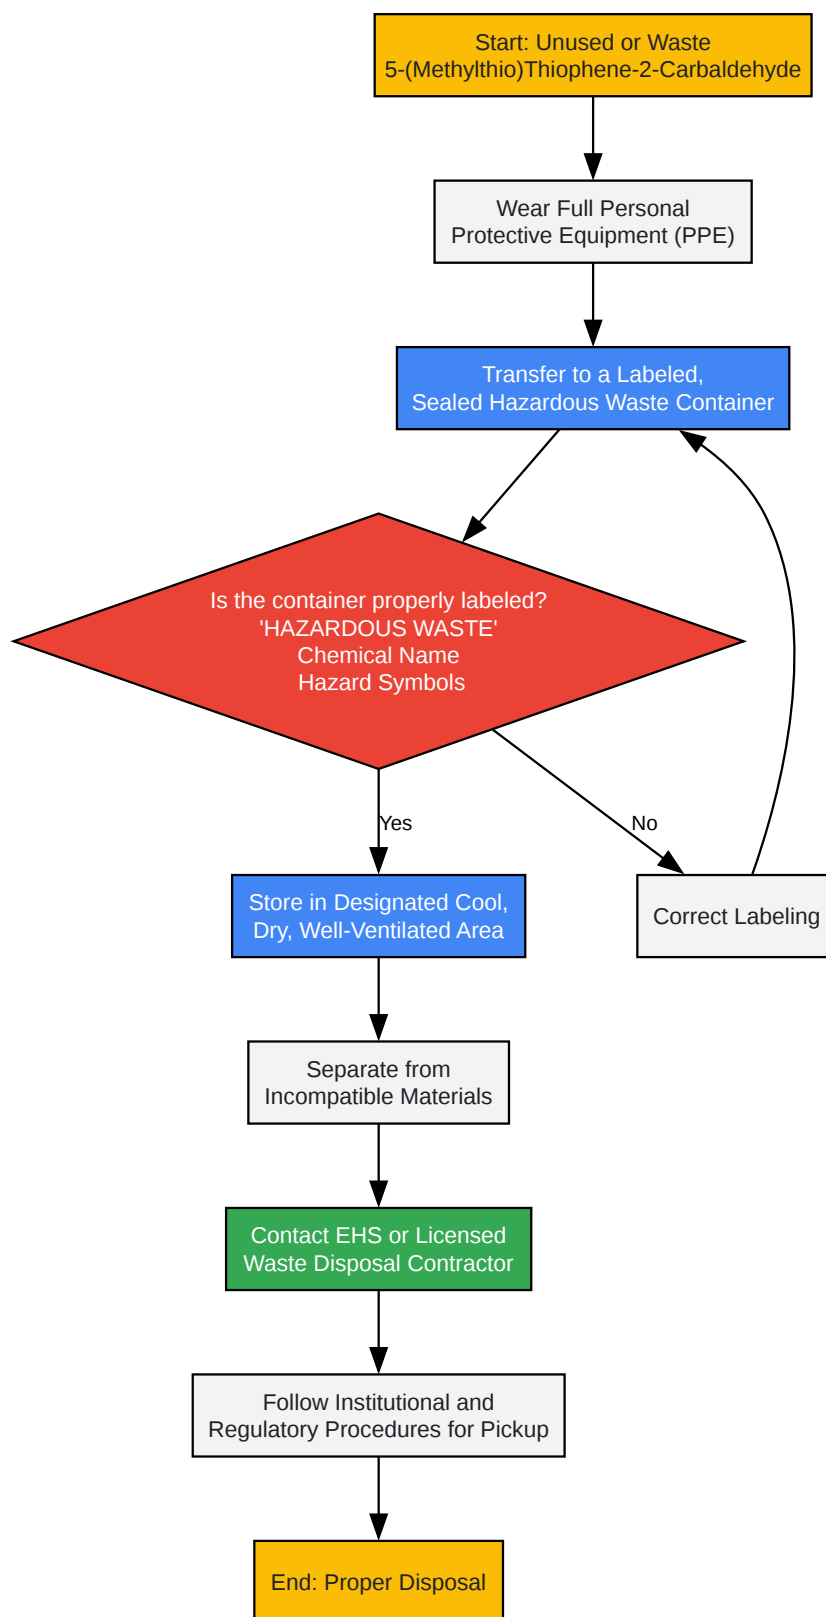 Start: Unused or Waste
5-(Methylthio)Thiophene-2-Carbaldehyde
Wear Full Personal
Protective Equipment (PPE)
Transfer to a Labeled,
Sealed Hazardous Waste Container
Is the container properly labeled?
'HAZARDOUS WASTE'
Chemical Name
Hazard Symbols
Yes
No
Store in Designated Cool,
Dry, Well-Ventilated Area
Correct Labeling
Separate from
Incompatible Materials
Contact EHS or Licensed
Waste Disposal Contractor
Follow Institutional and
Regulatory Procedures for Pickup
End: Proper Disposal